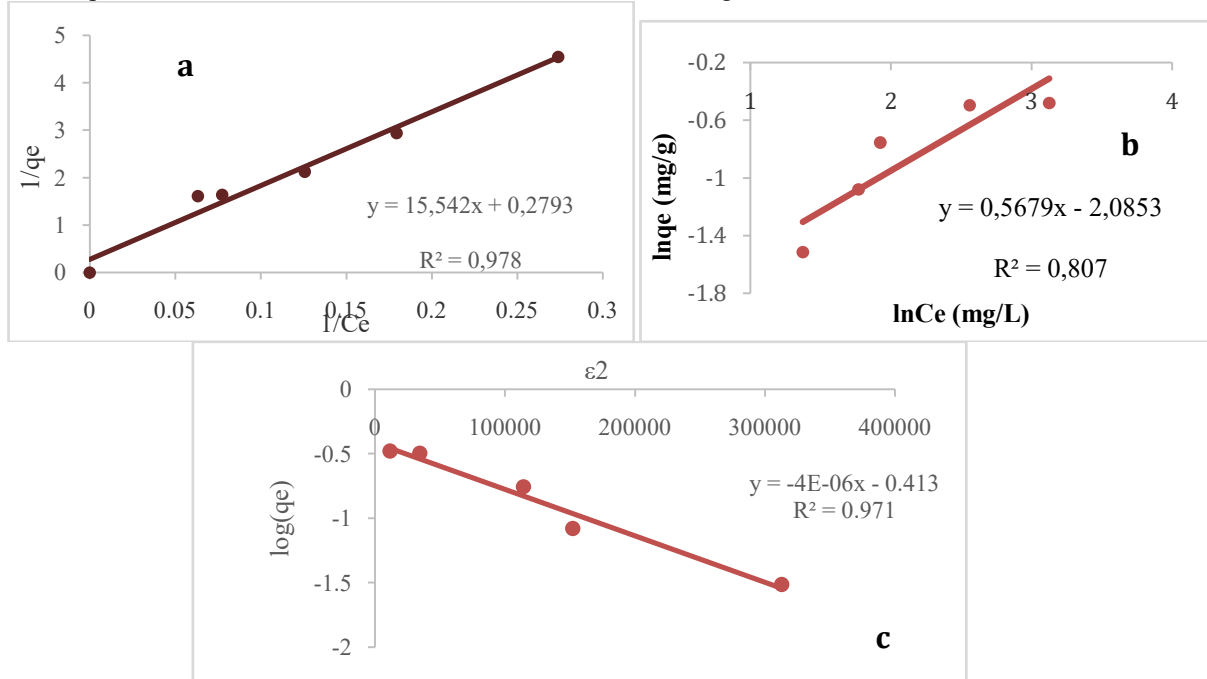 a
5
4
3
2
1
0
1/qe
y = 15,542x + 0,2793
R² = 0,978
0 0.05 0.1 0.15 0.2 0.25 0.3
1/Ce
-0.2
-0.6
-1
-1.4
-1.8
1 2 3 4
lnqe (mg/g)
b
y = 0,5679x - 2,0853
R² = 0,807
lnCe (mg/L)
ε2
0
-0.5
-1
-1.5
-2
0 100000 200000 300000 400000
log(qe)
y = -4E-06x - 0.413
R² = 0.971
c